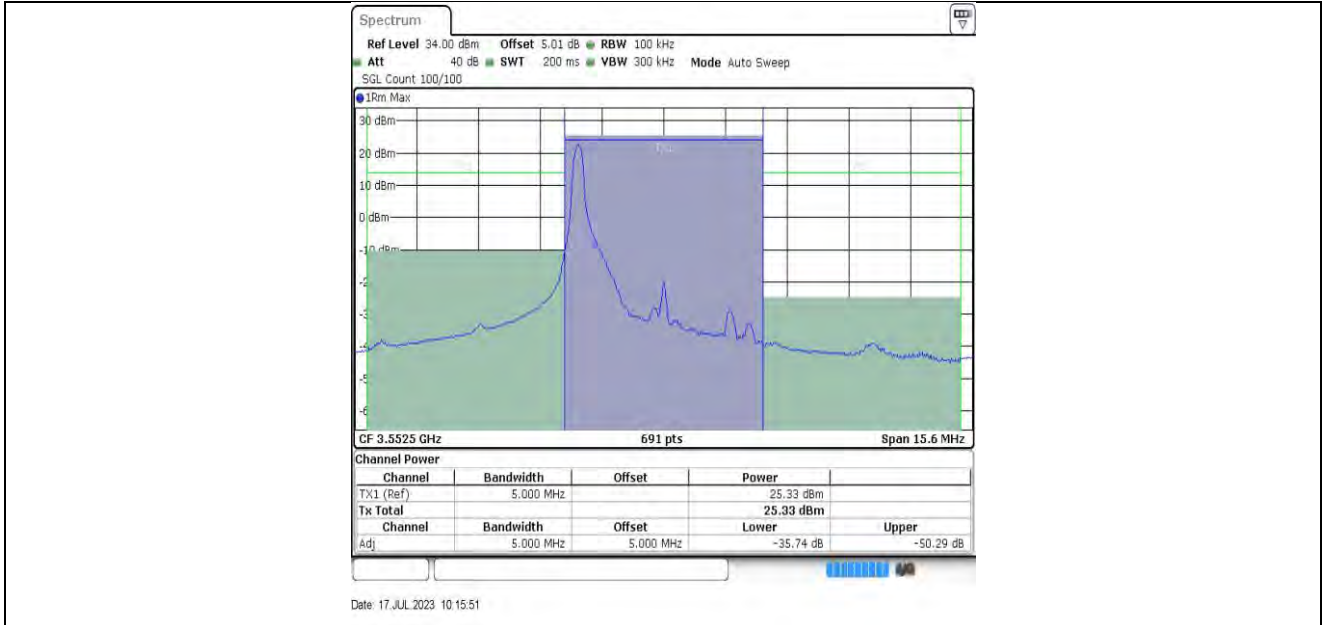 Spectrum
Ref Level 34.00 dBm Offset 5.01 dB RBW 100 kHz
Att 40 dB SWT 200 ms VBW 300 kHz Mode Auto Sweep
SGL Count 100/100
1Rm Max
30 dBm
20 dBm
10 dBm
0 dBm
-10 dBm
CF 3.5525 GHz 691 pts Span 15.6 MHz
Channel Power
Channel Bandwidth Offset Power
TX1 (Ref) 5.000 MHz 25.33 dBm
Tx Total 25.33 dBm
Channel Bandwidth Offset Lower Upper
Adj 5.000 MHz 5.000 MHz -35.74 dB -50.29 dB
Date: 17.JUL.2023 10:15:51